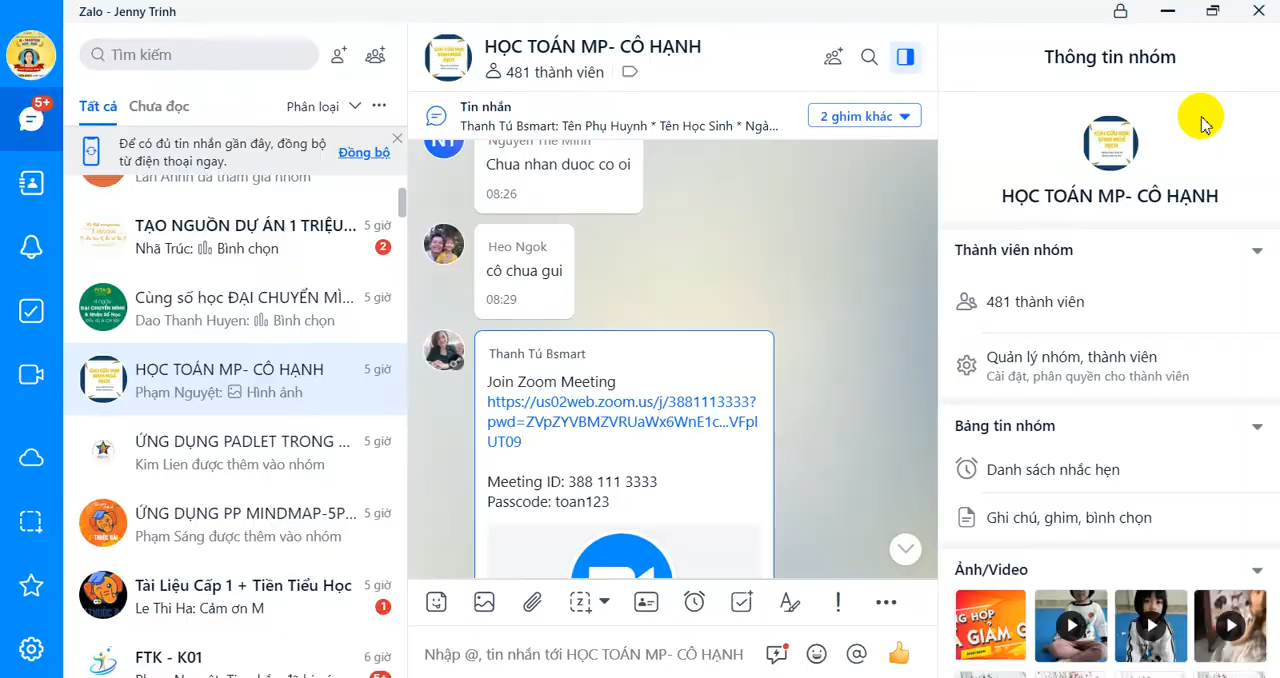 Zalo - Jenny Trinh
5+
Tìm kiếm
Tất cả
Chưa đọc
Phân loại
Để có đủ tin nhắn gần đây, đồng bộ
từ điện thoại ngay.
Đồng bộ
TẠO NGUỒN DỰ ÁN 1 TRIỆU...
5 giờ
Nhã Trúc: Bình chọn
2
Cùng số học ĐẠI CHUYỂN MÌ...
5 giờ
Dao Thanh Huyen: Bình chọn
HỌC TOÁN MP- CÔ HẠNH
5 giờ
Phạm Nguyệt: Hình ảnh
ỨNG DỤNG PADLET TRONG ...
5 giờ
Kim Lien được thêm vào nhóm
ỨNG DỤNG PP MINDMAP-5P...
5 giờ
Phạm Sáng được thêm vào nhóm
Tài Liệu Cấp 1 + Tiền Tiểu Học
5 giờ
Le Thi Ha: Cảm ơn M
1
FTK - K01
6 giờ
HỌC TOÁN MP- CÔ HẠNH
481 thành viên
Tin nhắn
Thanh Tú Bsmart: Tên Phụ Huynh * Tên Học Sinh * Ngà...
2 ghim khác
NT
Nguyen The Minh
Chua nhan duoc co oi
08:26
Heo Ngok
cô chua gui
08:29
Thanh Tú Bsmart
Join Zoom Meeting
https://us02web.zoom.us/j/3881113333?
pwd=ZVpZYVBMZVRUaWx6WnE1c...VFpl
UT09
Meeting ID: 388 111 3333
Passcode: toan123
Nhập @, tin nhắn tới HỌC TOÁN MP- CÔ HẠNH
Thông tin nhóm
HỌC TOÁN MP- CÔ HẠNH
Thành viên nhóm
481 thành viên
Quản lý nhóm, thành viên
Cài đặt, phân quyền cho thành viên
Bảng tin nhóm
Danh sách nhắc hẹn
Ghi chú, ghim, bình chọn
Ảnh/Video